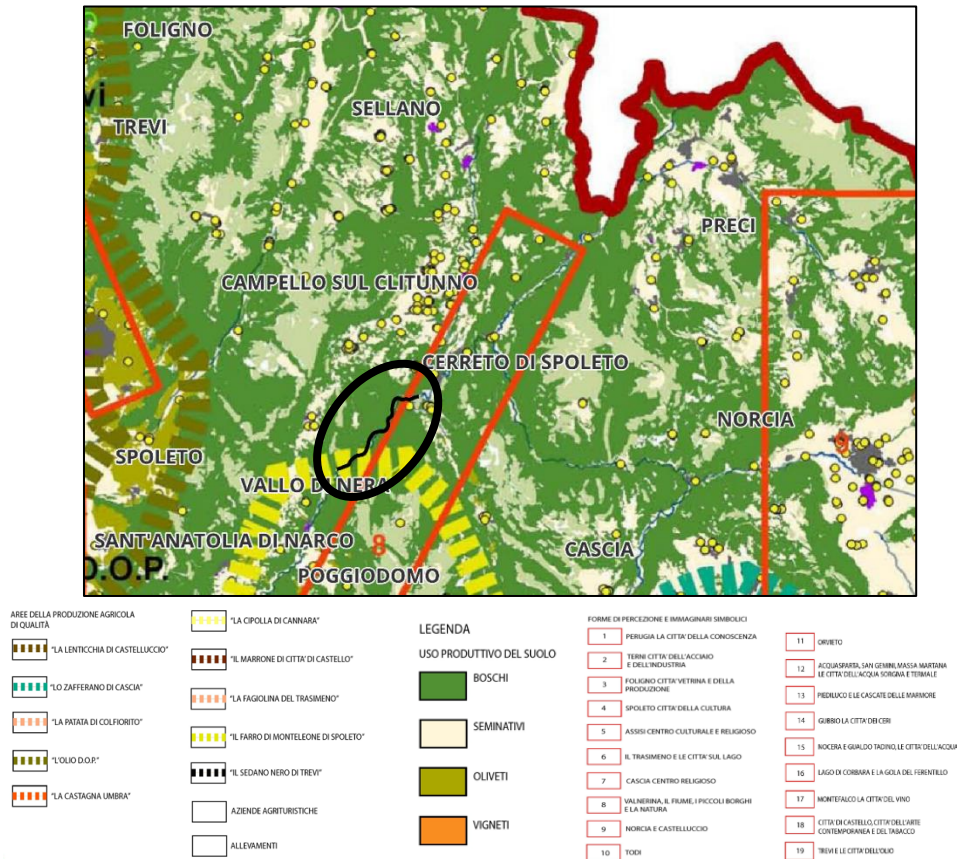 FOLIGNO
SELLANO
vi
TREVI
PRECI
CAMPELLO SUL CLITUNNO
CERRETO DI SPOLETO
NORCIA
9
SPOLETO
VALLO DI NERA
SANT'ANATOLIA DI NARCO
8
CASCIA
D.O.P.
POGGIODOMO
AREE DELLA PRODUZIONE AGRICOLA
DI QUALITÀ
"LA LENTICCHIA DI CASTELLUCCIO"
"LO ZAFFERANO DI CASCIA"
"LA PATATA DI COLFIORITO"
"L'OLIO D.O.P."
"LA CASTAGNA UMBRA"
"LA CIPOLLA DI CANNARA"
"IL MARRONE DI CITTA' DI CASTELLO"
"LA FAGIOLINA DEL TRASIMENO"
"IL FARRO DI MONTELEONE DI SPOLETO"
"IL SEDANO NERO DI TREVI"
AZIENDE AGRITURISTICHE
ALLEVAMENTI
LEGENDA
USO PRODUTTIVO DEL SUOLO
BOSCHI
SEMINATIVI
OLIVETI
VIGNETI
FORME DI PERCEZIONE E IMMAGINARI SIMBOLICI
1 PERUGIA LA CITTA' DELLA CONOSCENZA
2 TERNI CITTA' DELL'ACCIAIO
E DELL'INDUSTRIA
3 FOLIGNO CITTA' VETRINA E DELLA
PRODUZIONE
4 SPOLETO CITTA' DELLA CULTURA
5 ASSISI CENTRO CULTURALE E RELIGIOSO
6 IL TRASIMENO E LE CITTA' SUL LAGO
7 CASCIA CENTRO RELIGIOSO
8 VALNERINA, IL FIUME, I PICCOLI BORGHI
E LA NATURA
9 NORCIA E CASTELLUCCIO
10 TODI
11 ORVIETO
12 ACQUASPARTA, SAN GEMINI, MASSA MARTANA
LE CITTA' DELL'ACQUA SORGIVA E TERMALE
13 PIEDILUCO E LE CASCATE DELLE MARMORE
14 GUBBIO LA CITTA' DEI CERI
15 NOCERA E GUALDO TADINO, LE CITTA' DELL'ACQUA
16 LAGO DI CORBARA E LA GOLA DEL FERENTILLO
17 MONTEFALCO LA CITTA' DEL VINO
18 CITTA' DI CASTELLO, CITTA' DELL'ARTE
CONTEMPORANEA E DEL TABACCO
19 TREVI E LE CITTA' DELL'OLIO